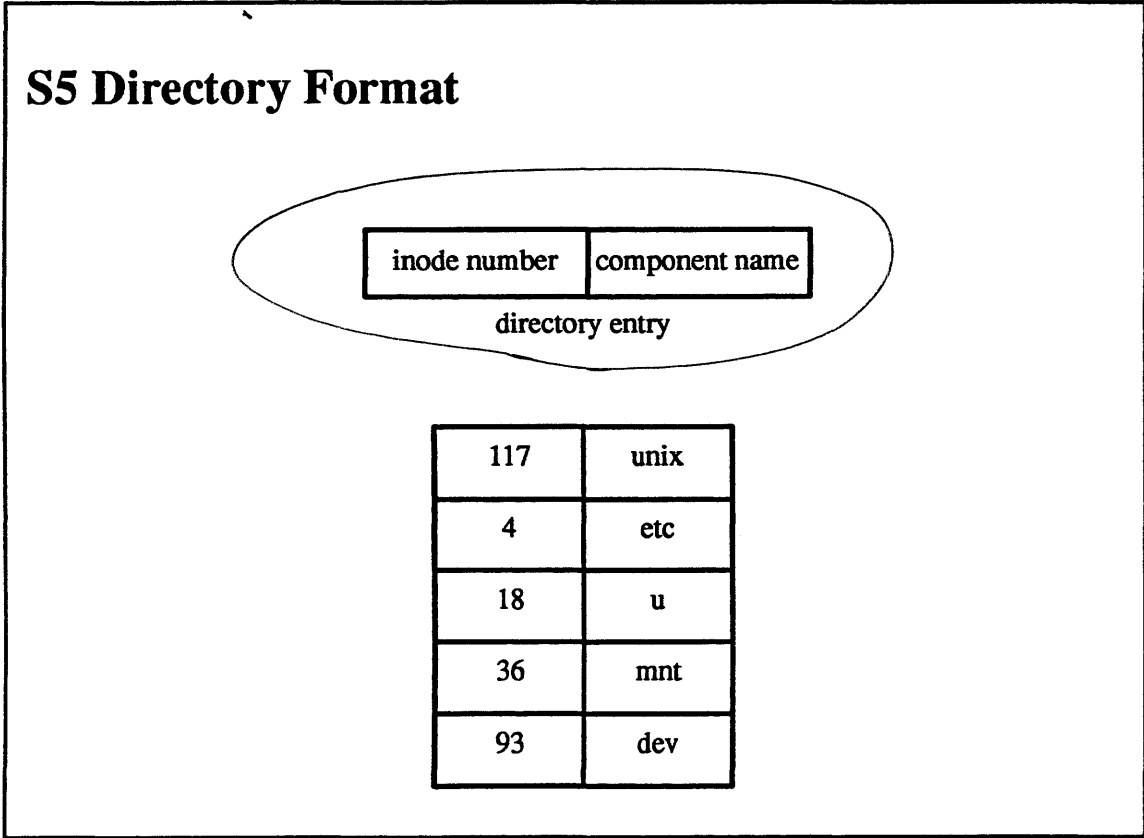 S5 Directory Format
inode number component name
directory entry
117 unix
4 etc
18 u
36 mnt
93 dev